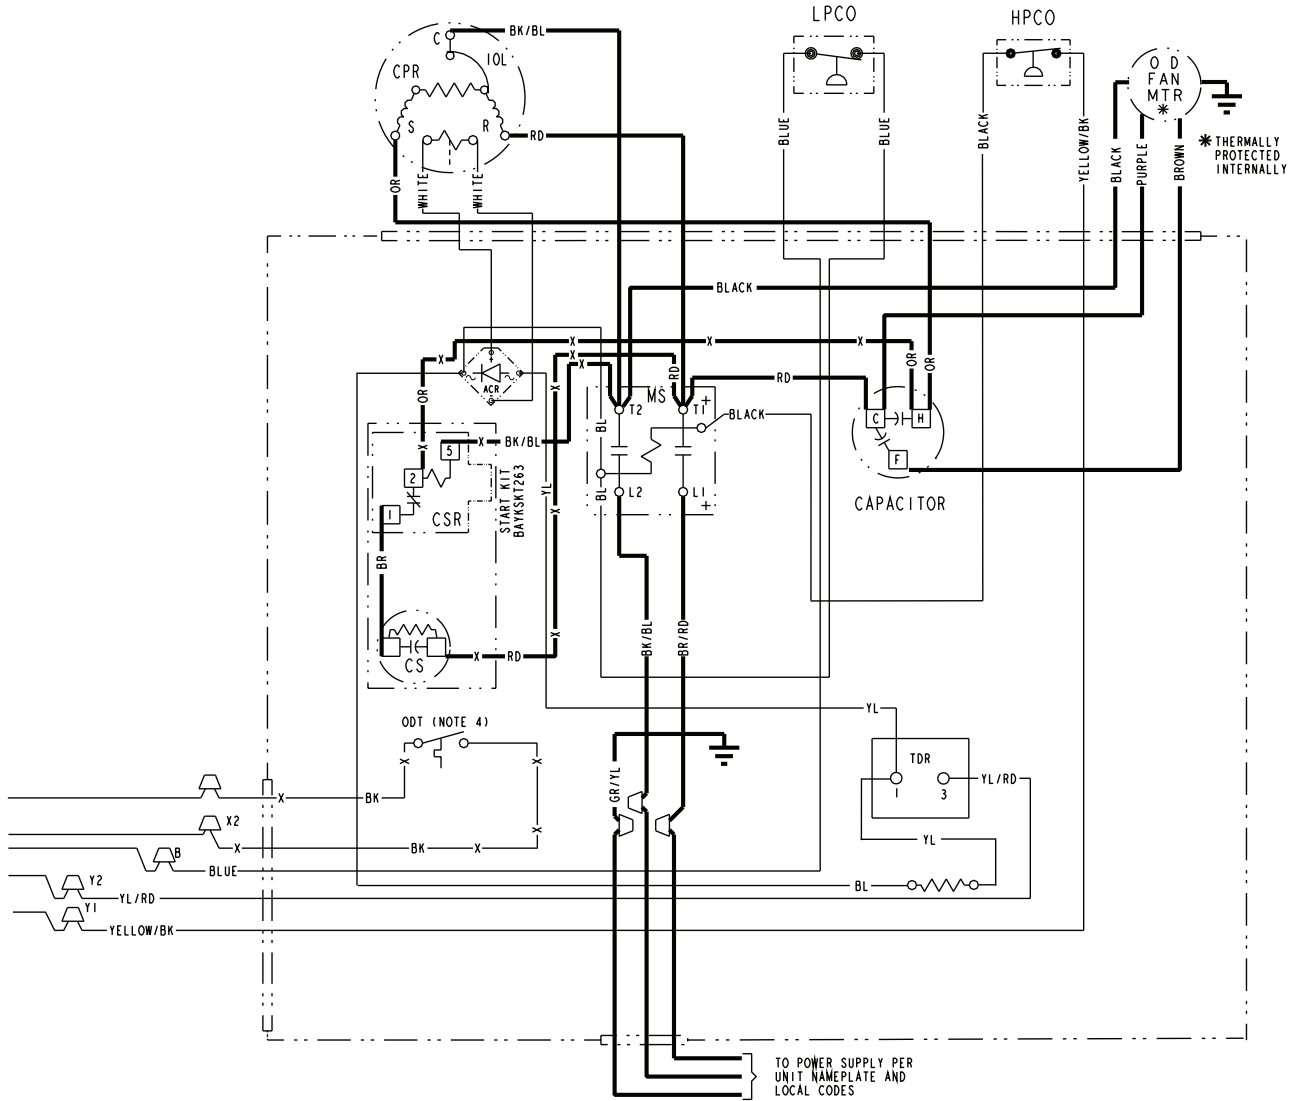 LPCO
HPCO
C
BK/BL
IOL
CPR
S
R
RD
O D
FAN
MTR
*
* THERMALLY
PROTECTED
INTERNALLY
BLUE
BLUE
BLACK
YELLOW/BK
BLACK
PURPLE
BROWN
OR
WHITE
WHITE
BLACK
X
X
X
X
X
X
OR
OR
RD
RD
+
~
~
ACR
X
OR
MS
+
T2
T1
BLACK
BL
C
H
F
CAPACITOR
X
X
BK/BL
5
2
1
CSR
START KIT
BAYKSKT263
YL
X
BL
L2
L1
+
BR
CS
X
X
RD
BK/BL
BR/RD
YL
ODT (NOTE 4)
X
X
GR/YL
TDR
1
3
YL/RD
X
BK
X2
X
BK
X
X
YL
B
BLUE
BL
Y2
YL/RD
Y1
YELLOW/BK
TO POWER SUPPLY PER
UNIT NAMEPLATE AND
LOCAL CODES